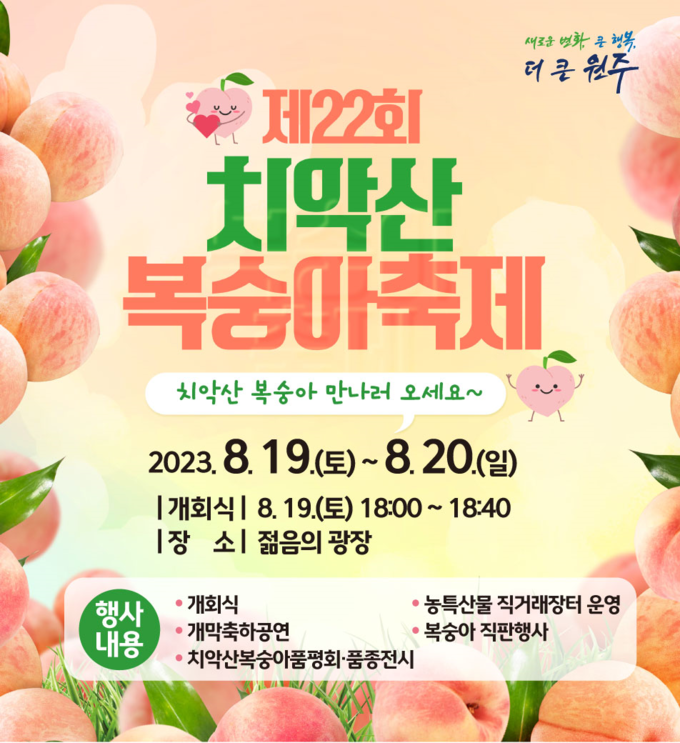 새로운 변화, 큰 행복,
더 큰 원주
제22회
치악산
복숭아축제
치악산 복숭아 만나러 오세요~
2023. 8. 19.(토) ~ 8. 20.(일)
| 개회식 | 8. 19.(토) 18:00 ~ 18:40
| 장 소 | 젊음의 광장
행사
내용
• 개회식
• 개막축하공연
• 치악산복숭아품평회·품종전시
• 농특산물 직거래장터 운영
• 복숭아 직판행사